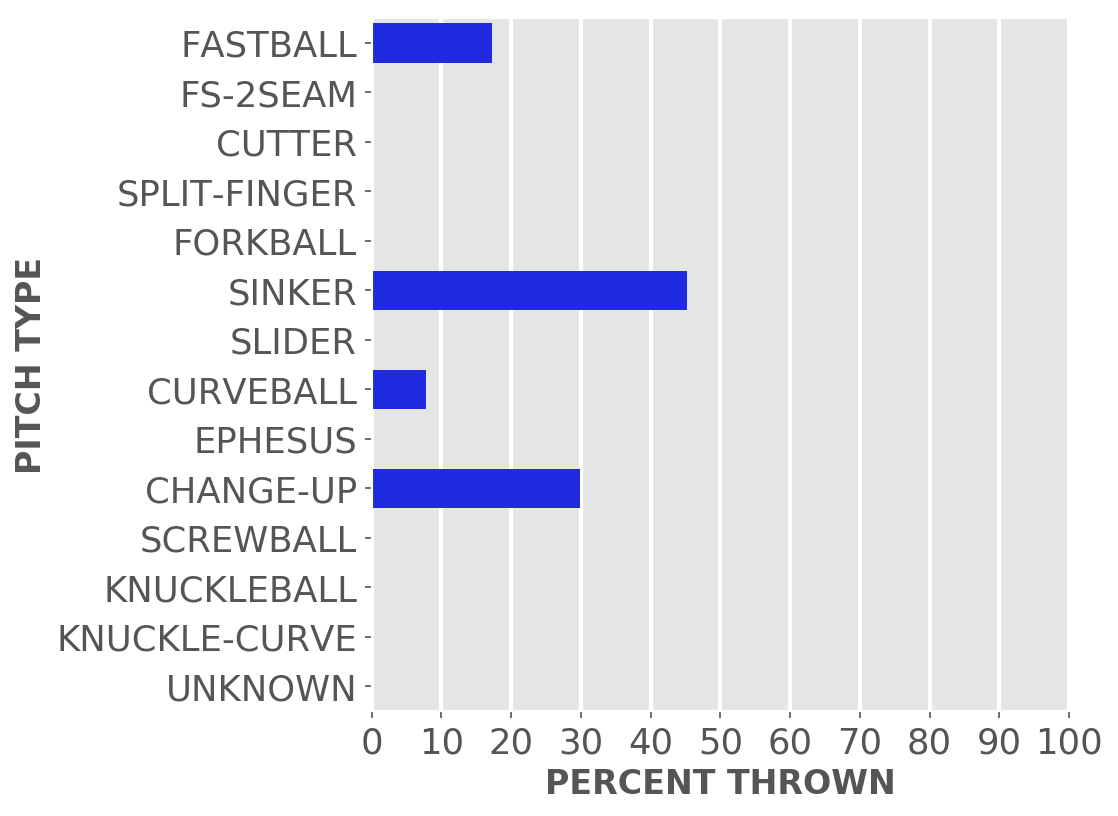 FASTBALL
FS-2SEAM
CUTTER
SPLIT-FINGER
FORKBALL
SINKER
SLIDER
CURVEBALL
EPHESUS
CHANGE-UP
SCREWBALL
KNUCKLEBALL
KNUCKLE-CURVE
UNKNOWN
PITCH TYPE
0 10 20 30 40 50 60 70 80 90 100
PERCENT THROWN